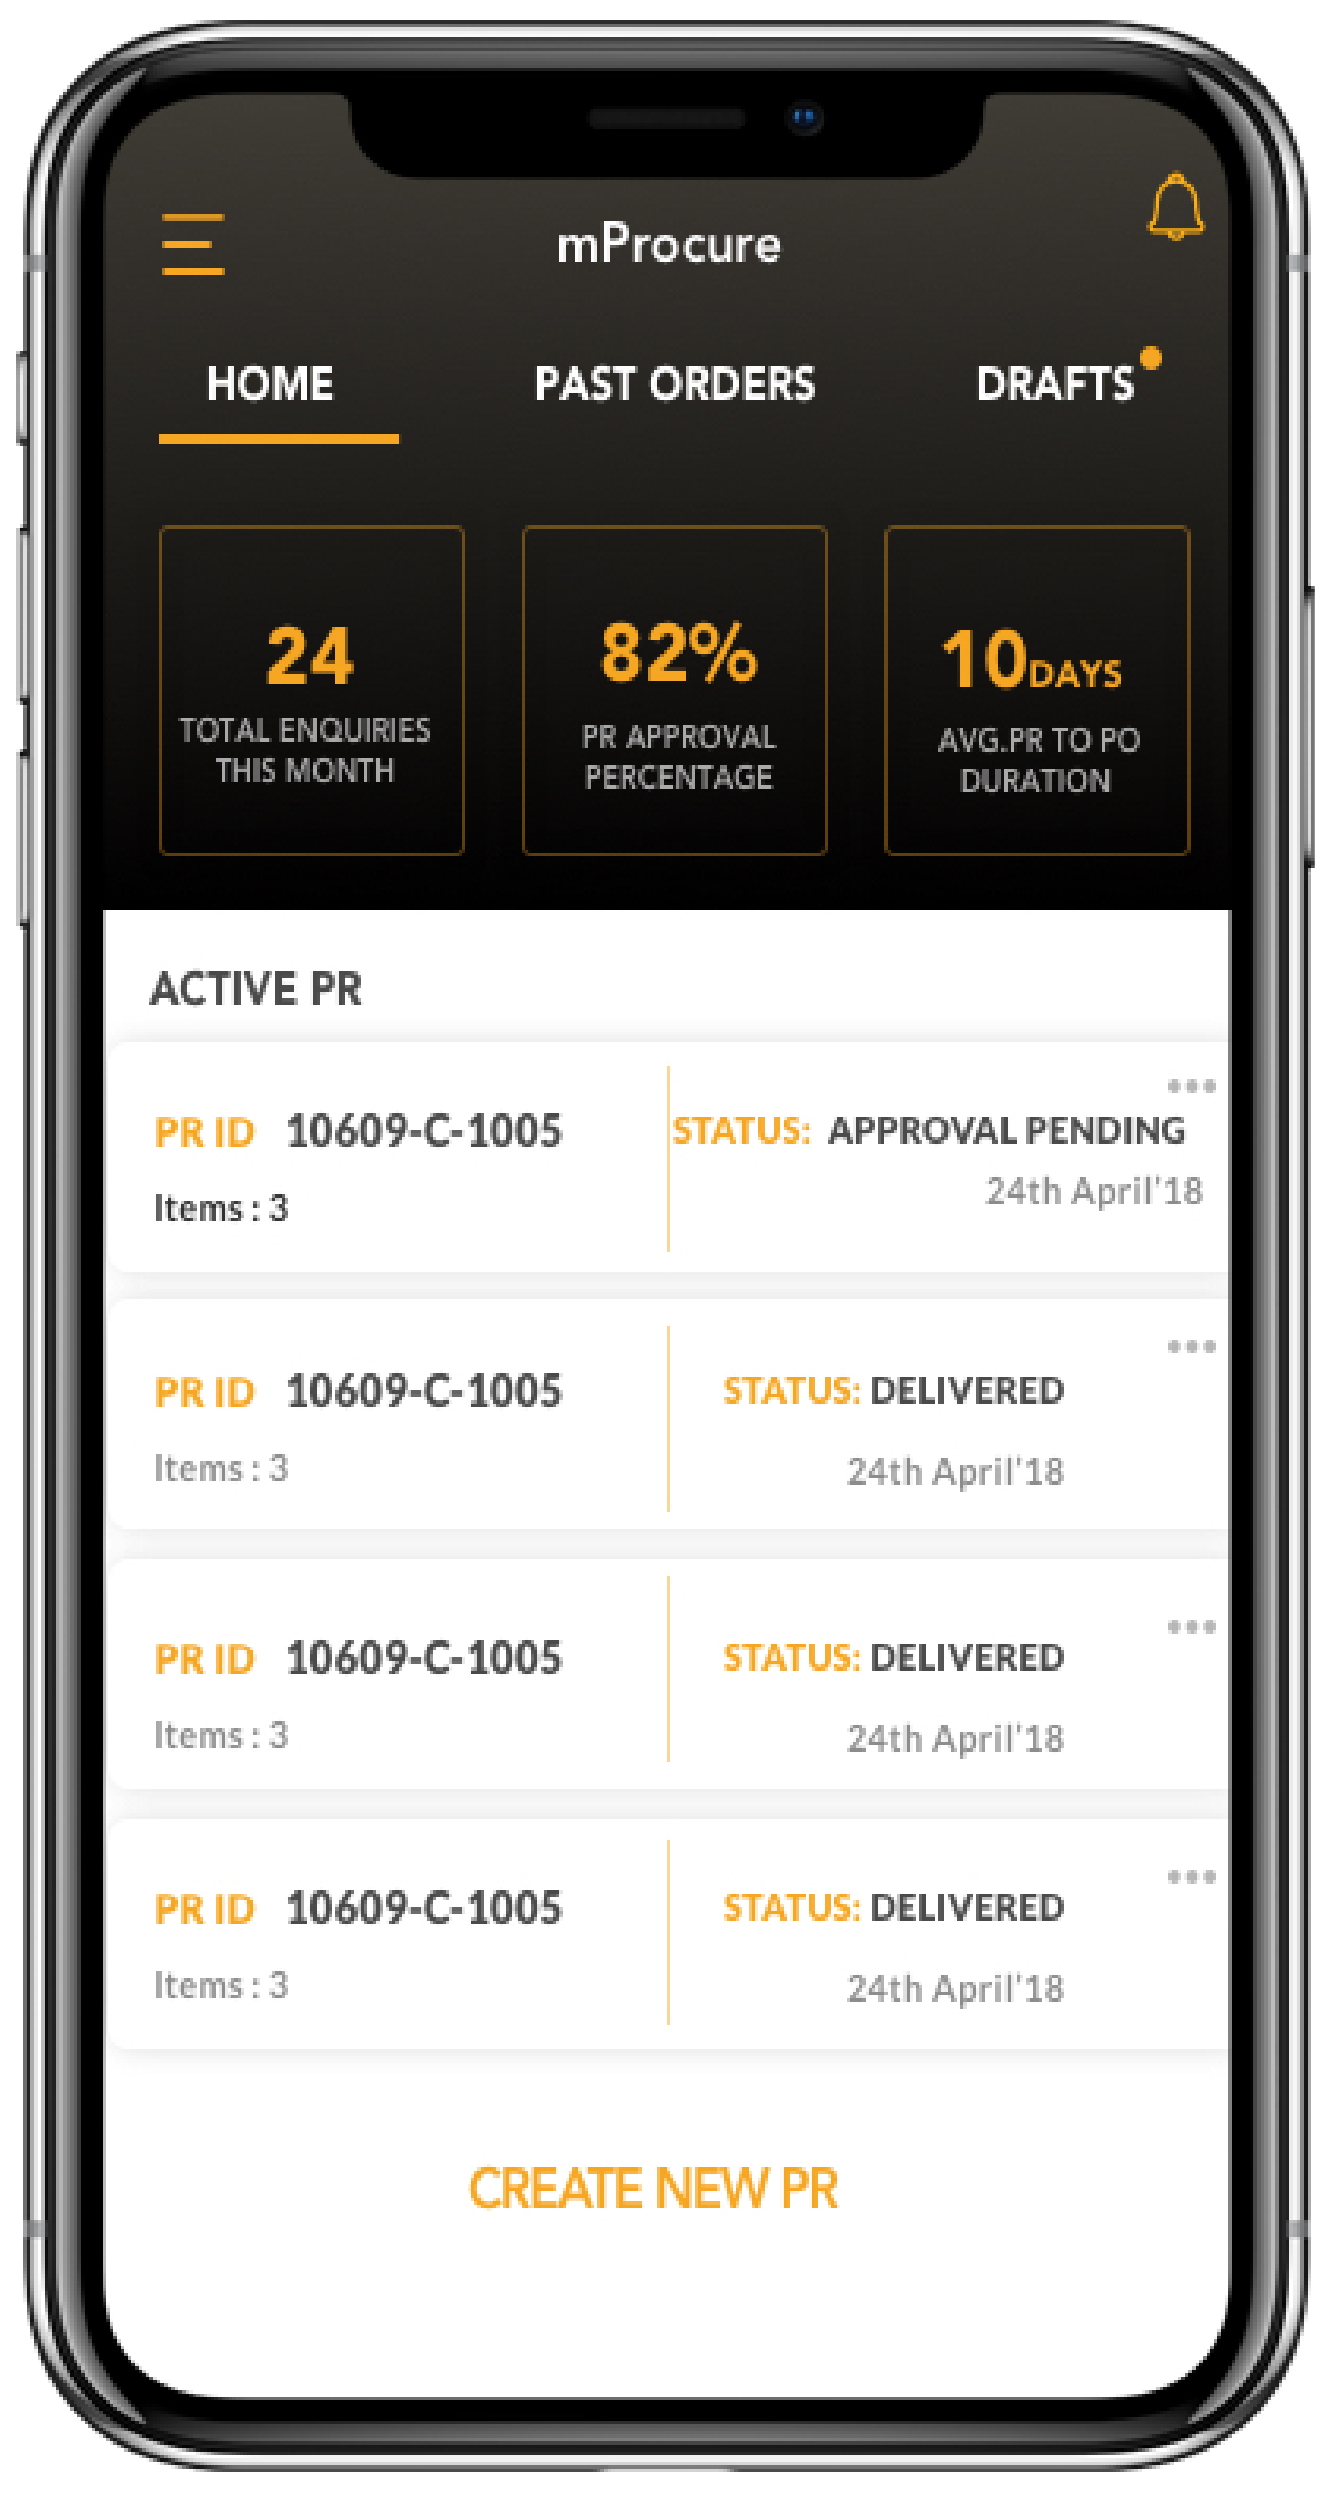 mProcure
HOME PAST ORDERS DRAFTS
24
TOTAL ENQUIRIES
THIS MONTH
82%
PR APPROVAL
PERCENTAGE
10DAYS
AVG.PR TO PO
DURATION
ACTIVE PR
PR ID 10609-C-1005
Items : 3
STATUS: APPROVAL PENDING
24th April'18
PR ID 10609-C-1005
Items : 3
STATUS: DELIVERED
24th April'18
PR ID 10609-C-1005
Items : 3
STATUS: DELIVERED
24th April'18
PR ID 10609-C-1005
Items : 3
STATUS: DELIVERED
24th April'18
CREATE NEW PR